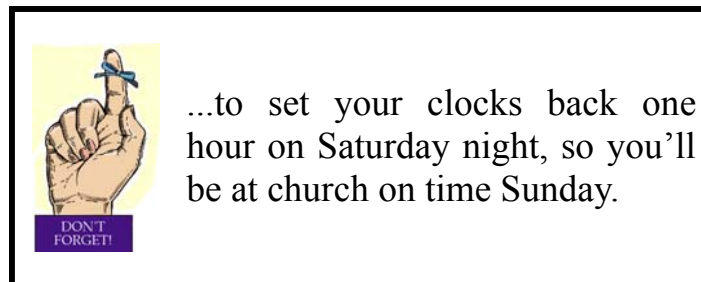 DON'T
FORGET!
...to set your clocks back one
hour on Saturday night, so you’ll
be at church on time Sunday.